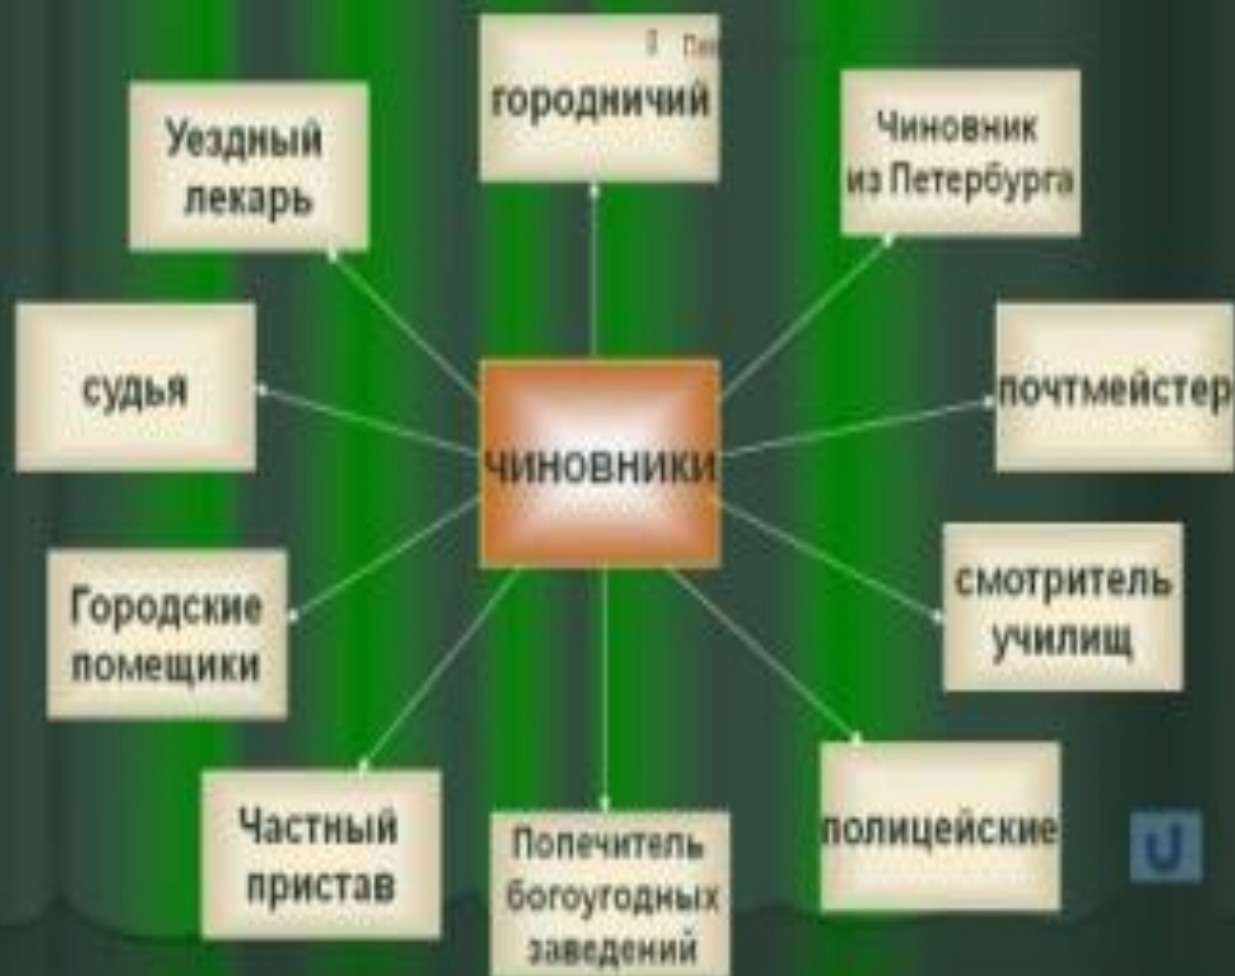 городничий
Уездный
лекарь
Чиновник
из Петербурга
судья
почтмейстер
чиновники
Городские
помещики
смотритель
училищ
Частный
пристав
Попечитель
богоугодных
заведений
полицейские